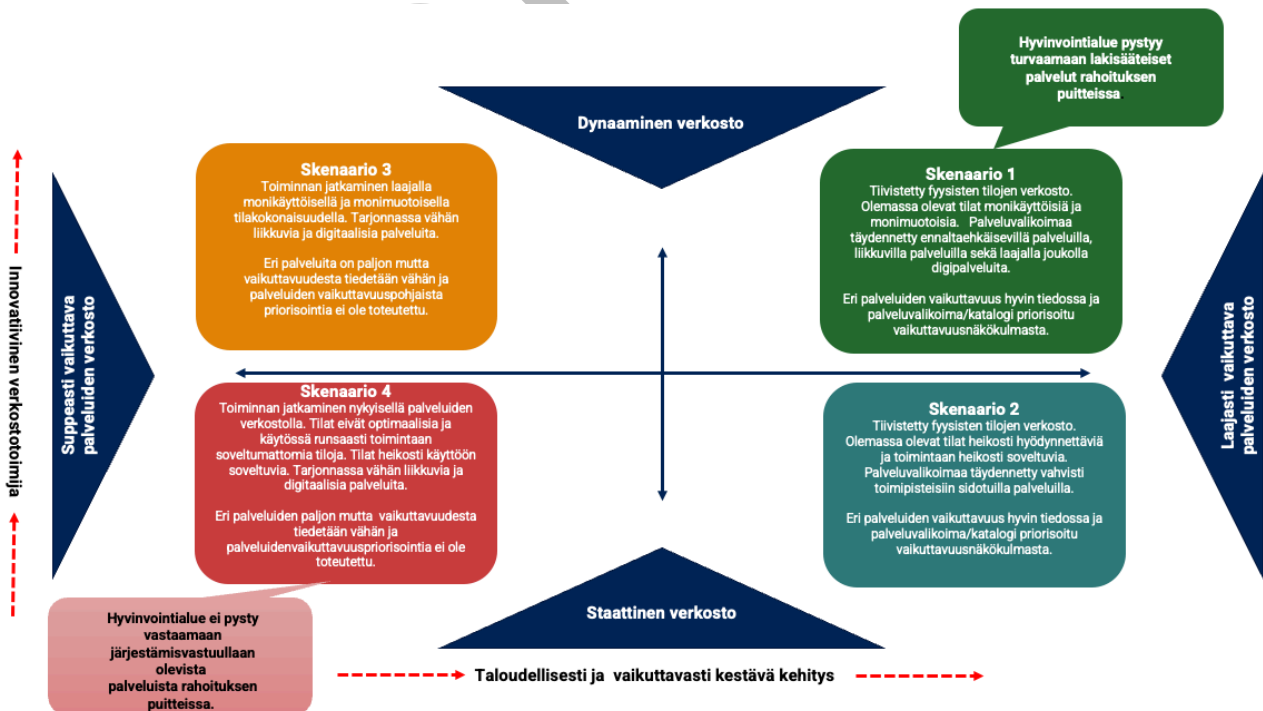 Hyvinvointialue pystyy
turvaamaan lakisääteiset
palvelut rahoituksen
puitteissa.
Dynaaminen verkosto
Skenaario 3
Toiminnan jatkaminen laajalla
monikäyttöisellä ja monimuotoisella
tilakokonaisuudella. Tarjonnassa vähän
liikkuvia ja digitaalisia palveluita.
Eri palveluita on paljon mutta
vaikuttavuudesta tiedetään vähän ja
palveluiden vaikuttavuuspohjaista
priorisointia ei ole toteutettu.
Skenaario 1
Tiivistetty fyysisten tilojen verkosto.
Olemassa olevat tilat monikäyttöisiä ja
monimuotoisia. Palveluvalikoimaa
täydennetty ennaltaehkäisevillä palveluilla,
liikkuvilla palveluilla sekä laajalla joukolla
digipalveluita.
Eri palveluiden vaikuttavuus hyvin tiedossa ja
palveluvalikoima/katalogi priorisoitu
vaikuttavuusnäkökulmasta.
Innovatiivinen verkostotoimija
Suppeasti vaikuttava
palveluiden verkosto
Laajasti vaikuttava
palveluiden verkosto
Skenaario 4
Toiminnan jatkaminen nykyisellä palveluiden
verkostolla. Tilat eivät optimaalisia ja
käytössä runsaasti toimintaan
soveltumattomia tiloja. Tilat heikosti käyttöön
soveltuvia. Tarjonnassa vähän liikkuvia ja
digitaalisia palveluita.
Eri palveluiden paljon mutta vaikuttavuudesta
tiedetään vähän ja
palveluidenvaikuttavuuspriorisointia ei ole
toteutettu.
Skenaario 2
Tiivistetty fyysisten tilojen verkosto.
Olemassa olevat tilat heikosti hyödynnettäviä
ja toimintaan heikosti soveltuvia.
Palveluvalikoimaa täydennetty vahvisti
toimipisteisiin sidotuilla palveluilla.
Eri palveluiden vaikuttavuus hyvin tiedossa ja
palveluvalikoima/katalogi priorisoitu
vaikuttavuusnäkökulmasta.
Staattinen verkosto
Hyvinvointialue ei pysty
vastaamaan
järjestämisvastuullaan
olevista
palveluista rahoituksen
puitteissa.
Taloudellisesti ja vaikuttavasti kestävä kehitys